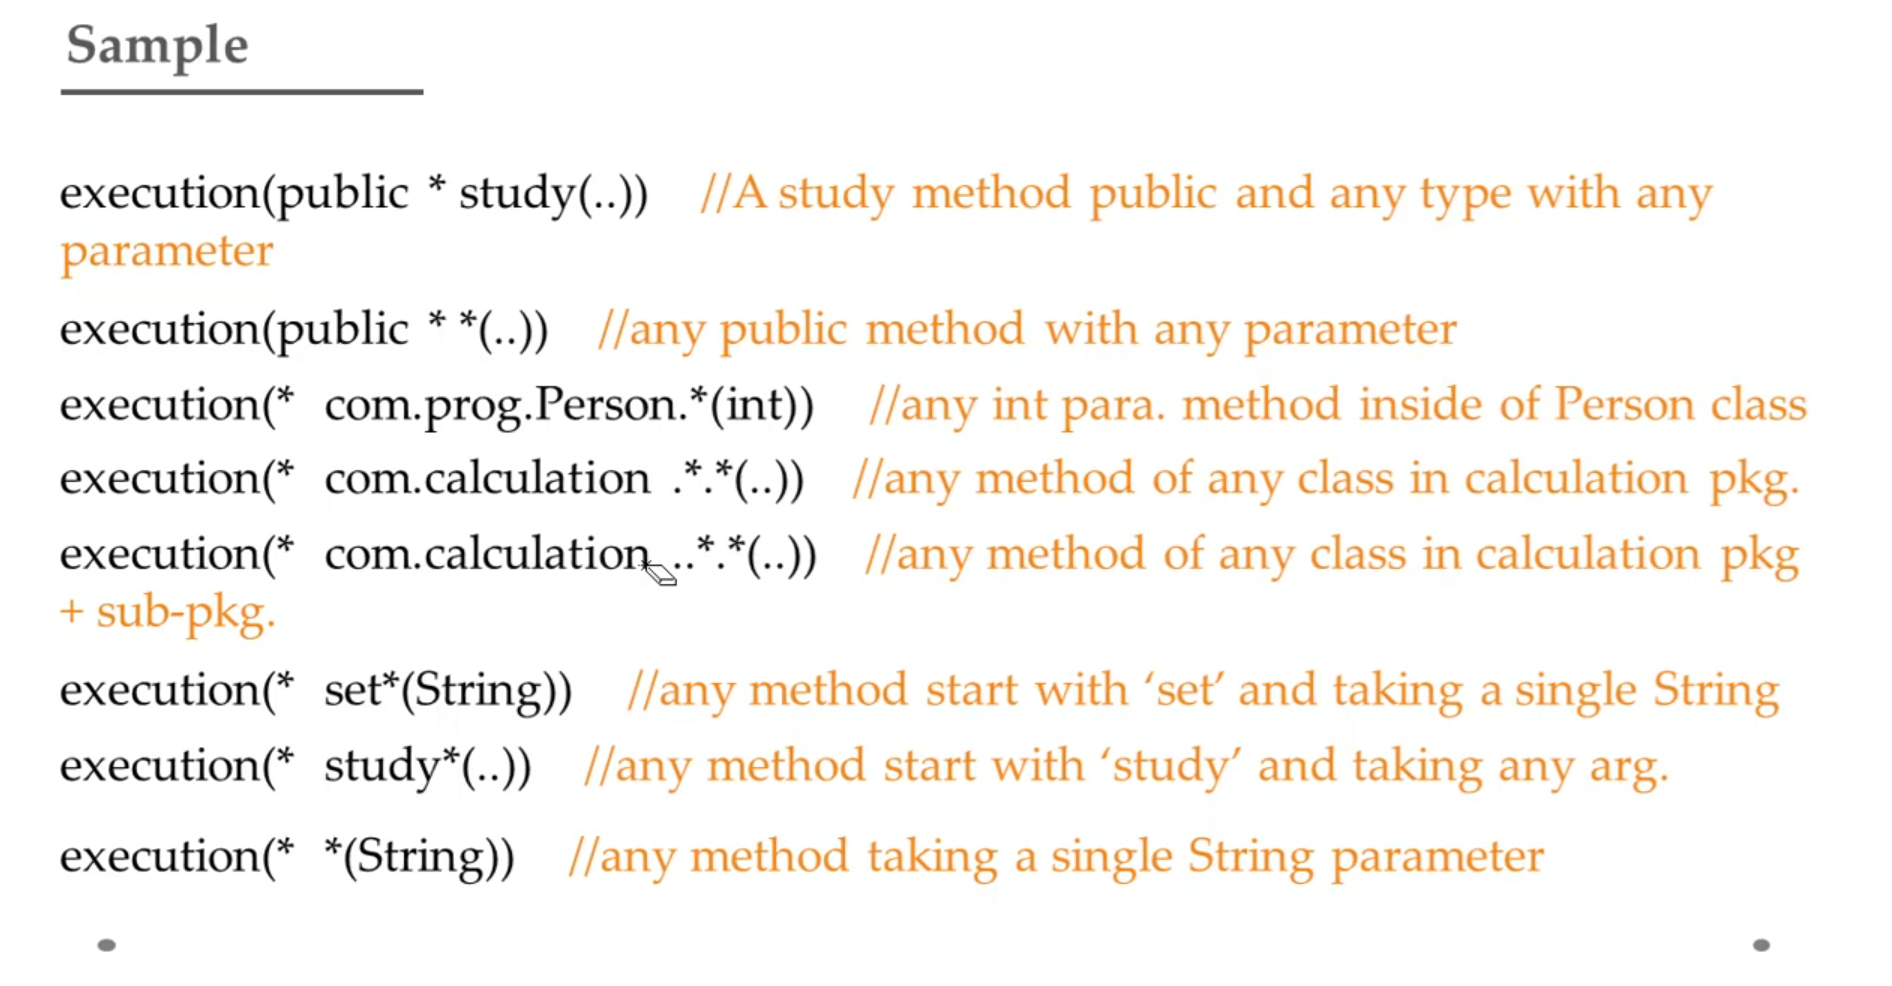 Sample
execution(public * study(..)) //A study method public and any type with any
parameter
execution(public * *(..)) //any public method with any parameter
execution(* com.prog.Person.*(int)) //any int para. method inside of Person class
execution(* com.calculation .*.*(..)) //any method of any class in calculation pkg.
execution(* com.calculation ..*.*(..)) //any method of any class in calculation pkg
+ sub-pkg.
execution(* set*(String)) //any method start with ‘set’ and taking a single String
execution(* study*(..)) //any method start with ‘study’ and taking any arg.
execution(* *(String)) //any method taking a single String parameter